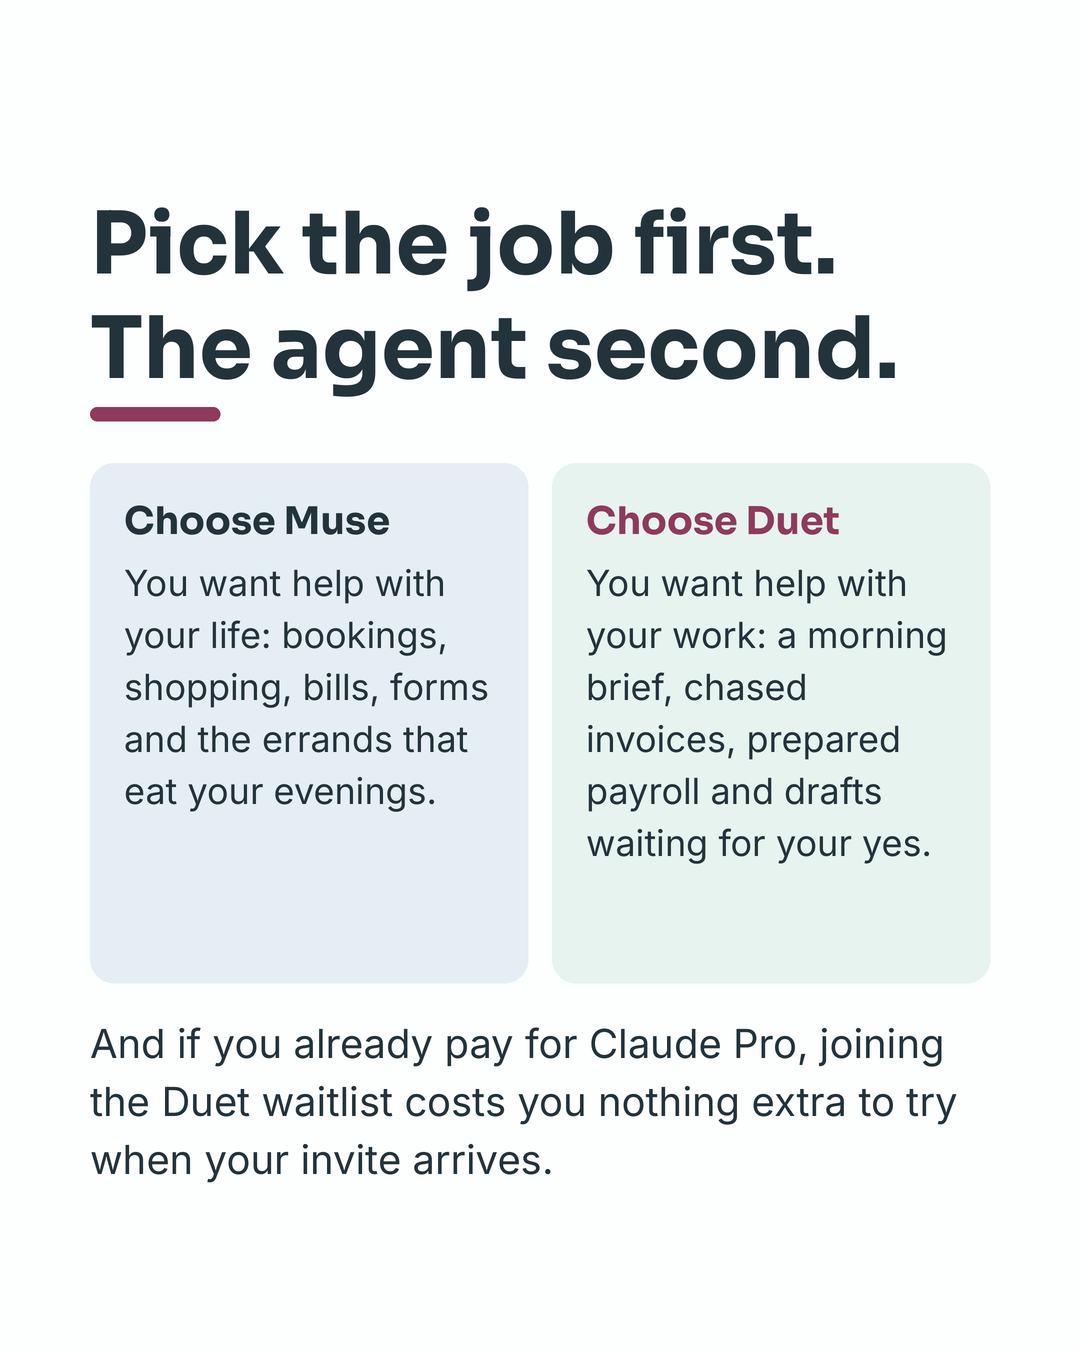 Pick the job first.
The agent second.
Choose Muse
You want help with
your life: bookings,
shopping, bills, forms
and the errands that
eat your evenings.
Choose Duet
You want help with
your work: a morning
brief, chased
invoices, prepared
payroll and drafts
waiting for your yes.
And if you already pay for Claude Pro, joining
the Duet waitlist costs you nothing extra to try
when your invite arrives.